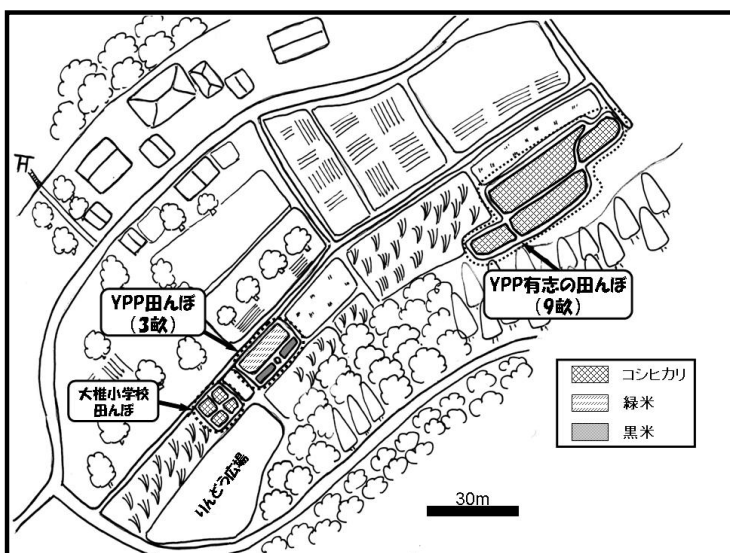 YPP田んぼ
(3畝)
大椎小学校
田んぼ
りんどう広場
YPP有志の田んぼ
(9畝)
コシヒカリ
緑米
黒米
30m